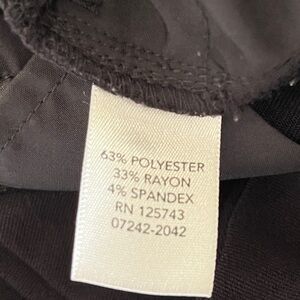 63% POLYESTER
33% RAYON
4% SPANDEX
RN 125743
07242-2042